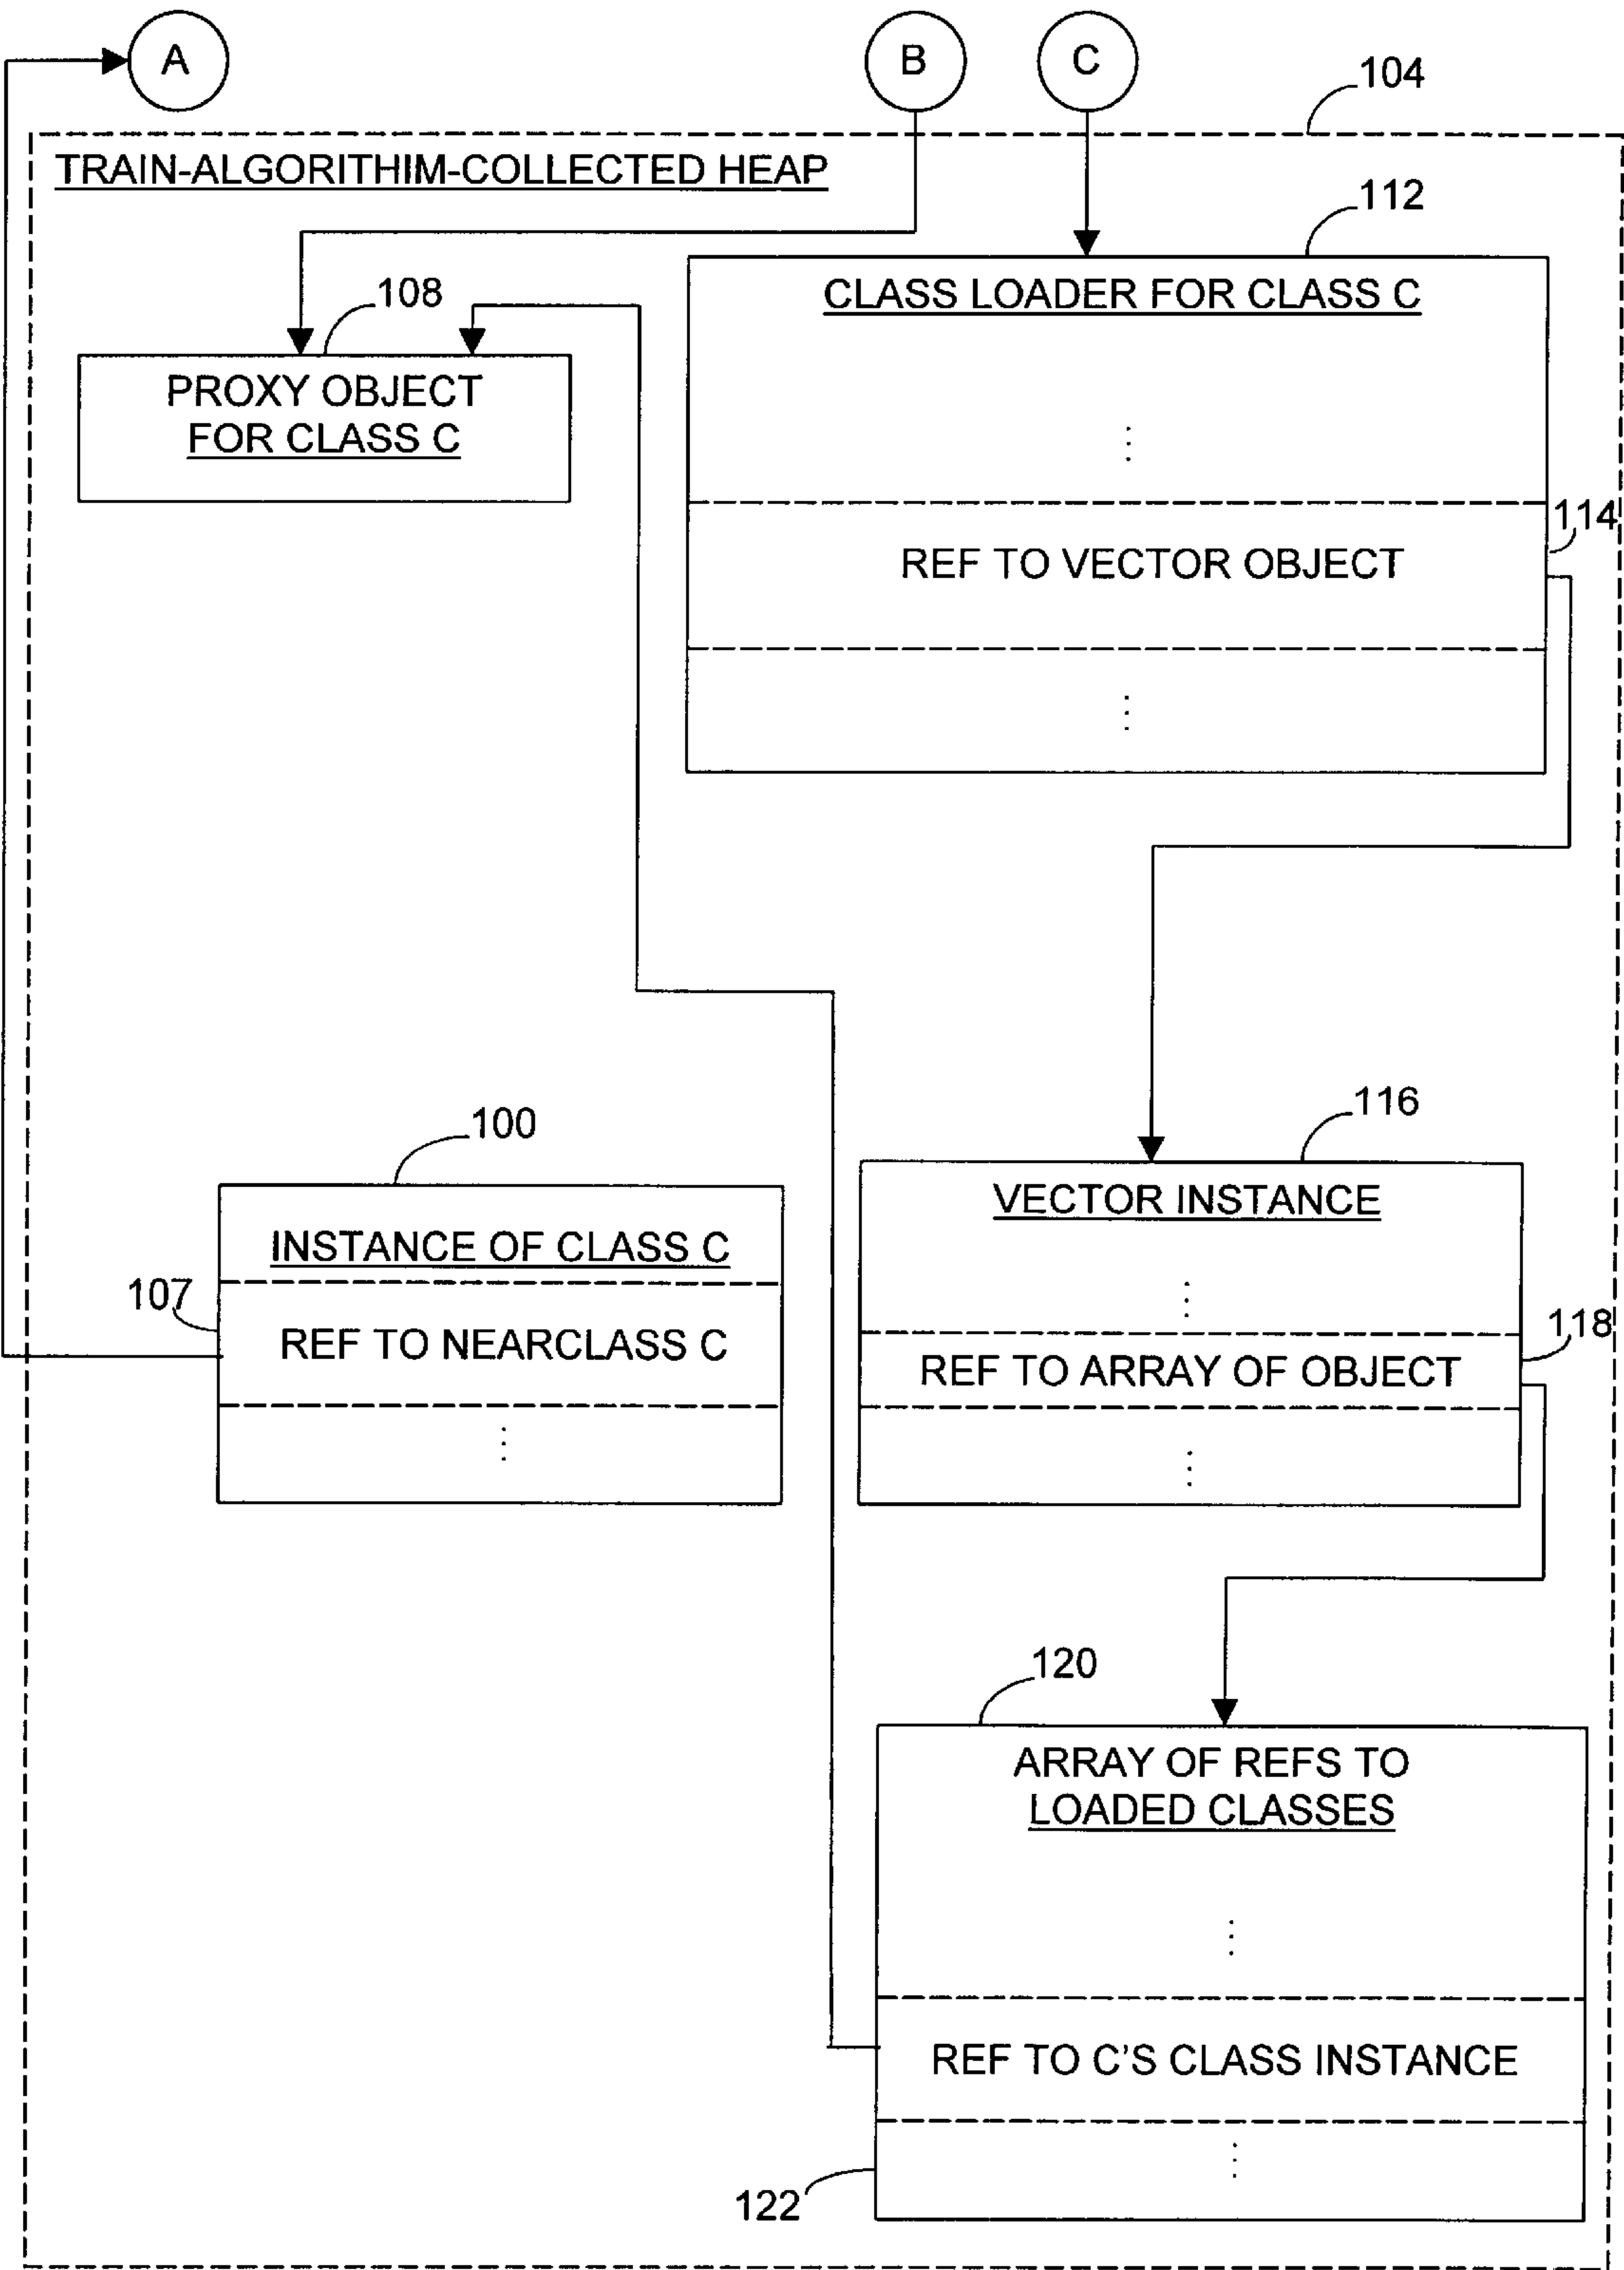 A
B
C
104
TRAIN-ALGORITHIM-COLLECTED HEAP
112
CLASS LOADER FOR CLASS C
108
PROXY OBJECT
FOR CLASS C
114
REF TO VECTOR OBJECT
116
100
VECTOR INSTANCE
INSTANCE OF CLASS C
107
118
REF TO NEARCLASS C
REF TO ARRAY OF OBJECT
120
ARRAY OF REFS TO
LOADED CLASSES
REF TO C'S CLASS INSTANCE
122